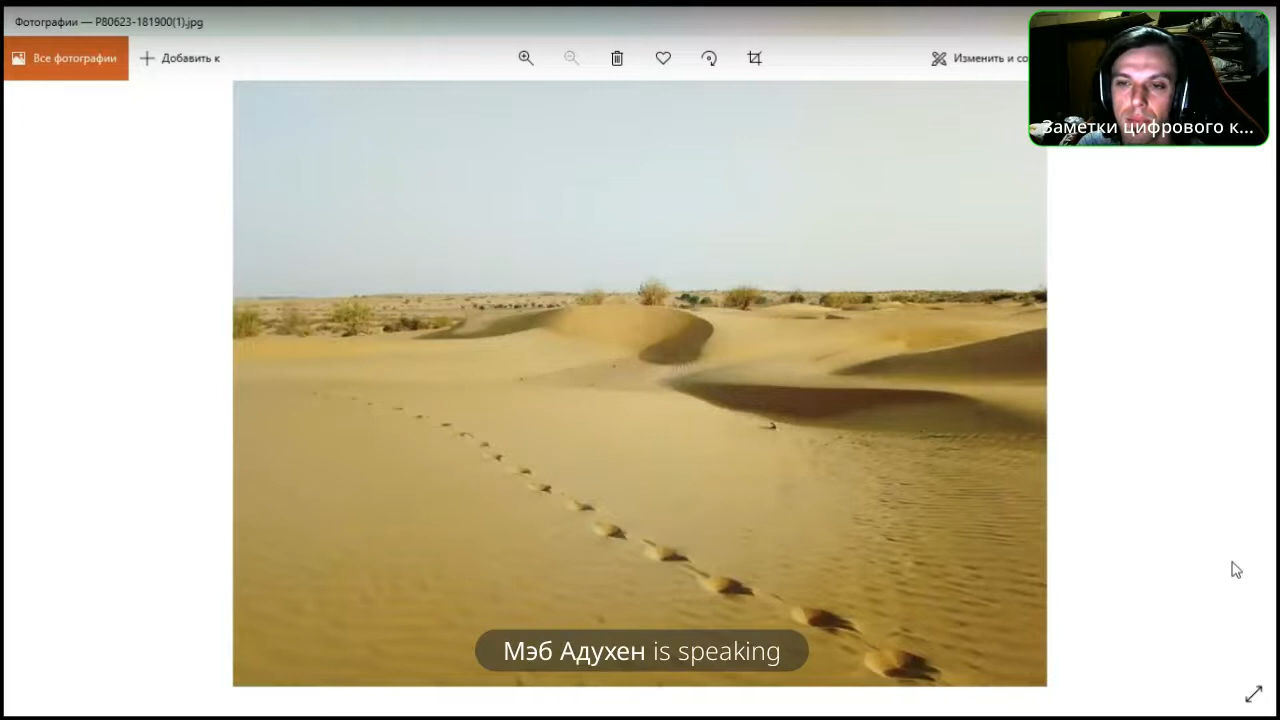 Фотографии — P80623-181900(1).jpg
Все фотографии
Добавить к
Изменить и со
Заметки цифрового к...
Мэб Адухен is speaking